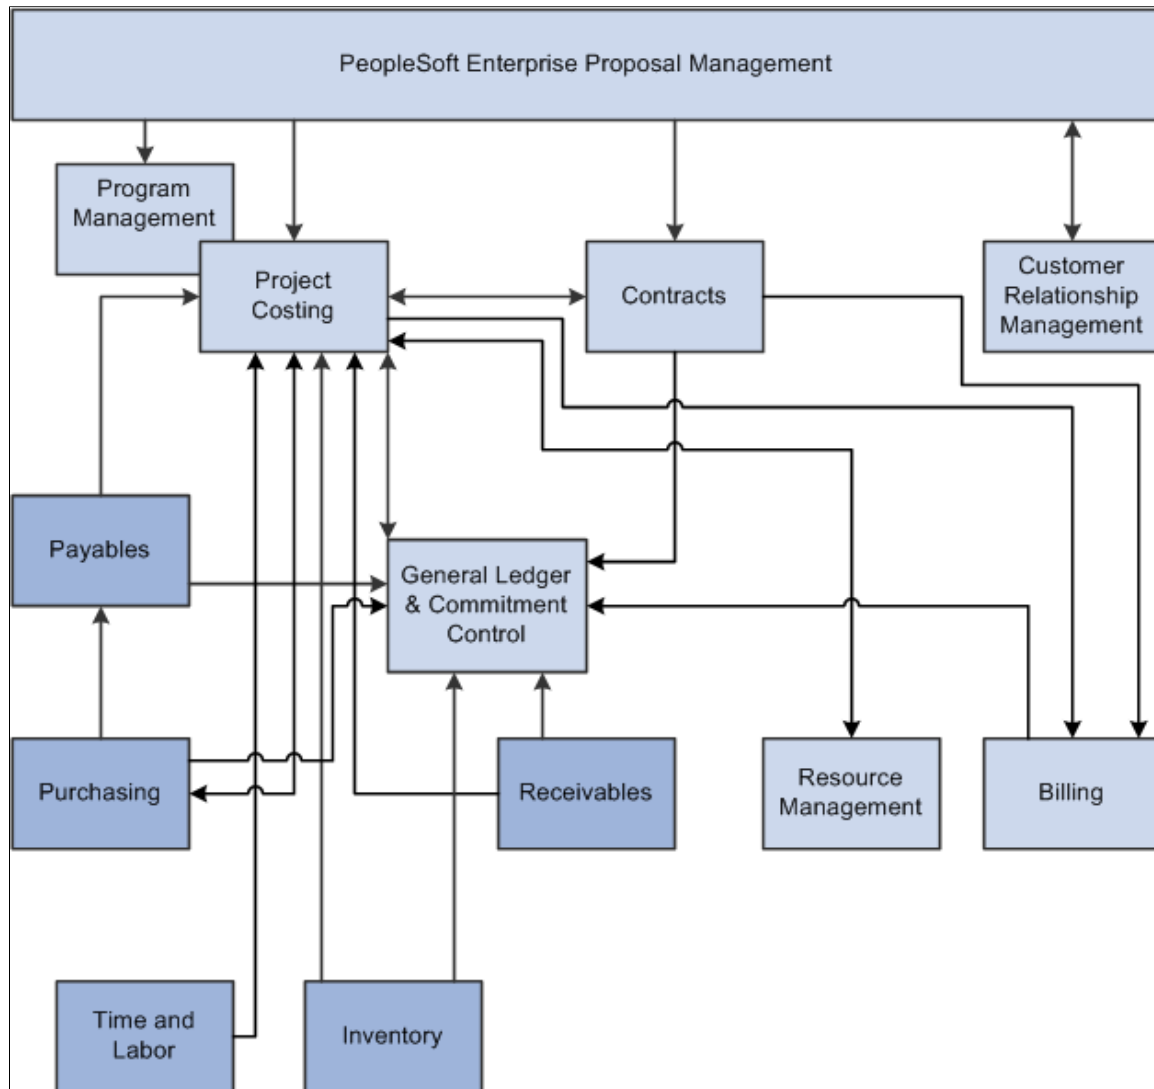 PeopleSoft Enterprise Proposal Management
Program
Management
Project
Costing
Contracts
Customer
Relationship
Management
Payables
General Ledger
& Commitment
Control
Purchasing
Receivables
Resource
Management
Billing
Time and
Labor
Inventory